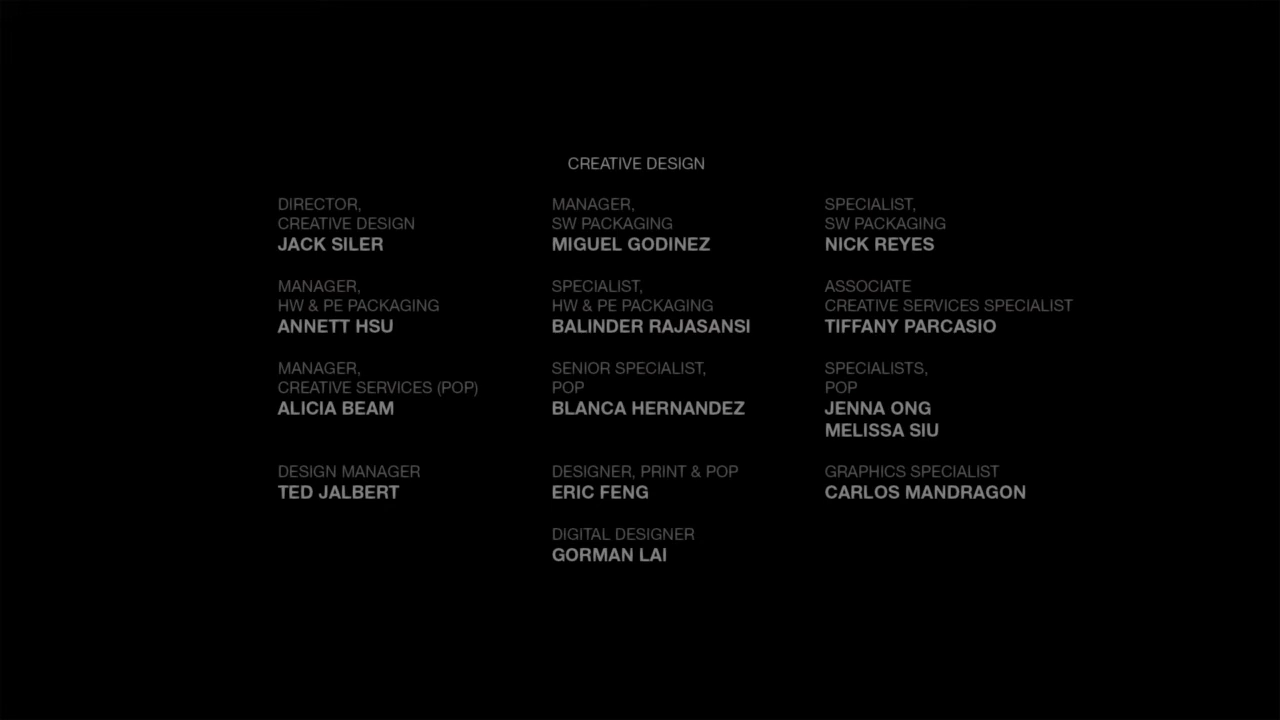 CREATIVE DESIGN
DIRECTOR,
CREATIVE DESIGN
JACK SILER
MANAGER,
SW PACKAGING
MIGUEL GODINEZ
SPECIALIST,
SW PACKAGING
NICK REYES
MANAGER,
HW & PE PACKAGING
ANNETT HSU
SPECIALIST,
HW & PE PACKAGING
BALINDER RAJASANSI
ASSOCIATE
CREATIVE SERVICES SPECIALIST
TIFFANY PARCASIO
MANAGER,
CREATIVE SERVICES (POP)
ALICIA BEAM
SENIOR SPECIALIST,
POP
BLANCA HERNANDEZ
SPECIALISTS,
POP
JENNA ONG
MELISSA SIU
DESIGN MANAGER
TED JALBERT
DESIGNER, PRINT & POP
ERIC FENG
GRAPHICS SPECIALIST
CARLOS MANDRAGON
DIGITAL DESIGNER
GORMAN LAI